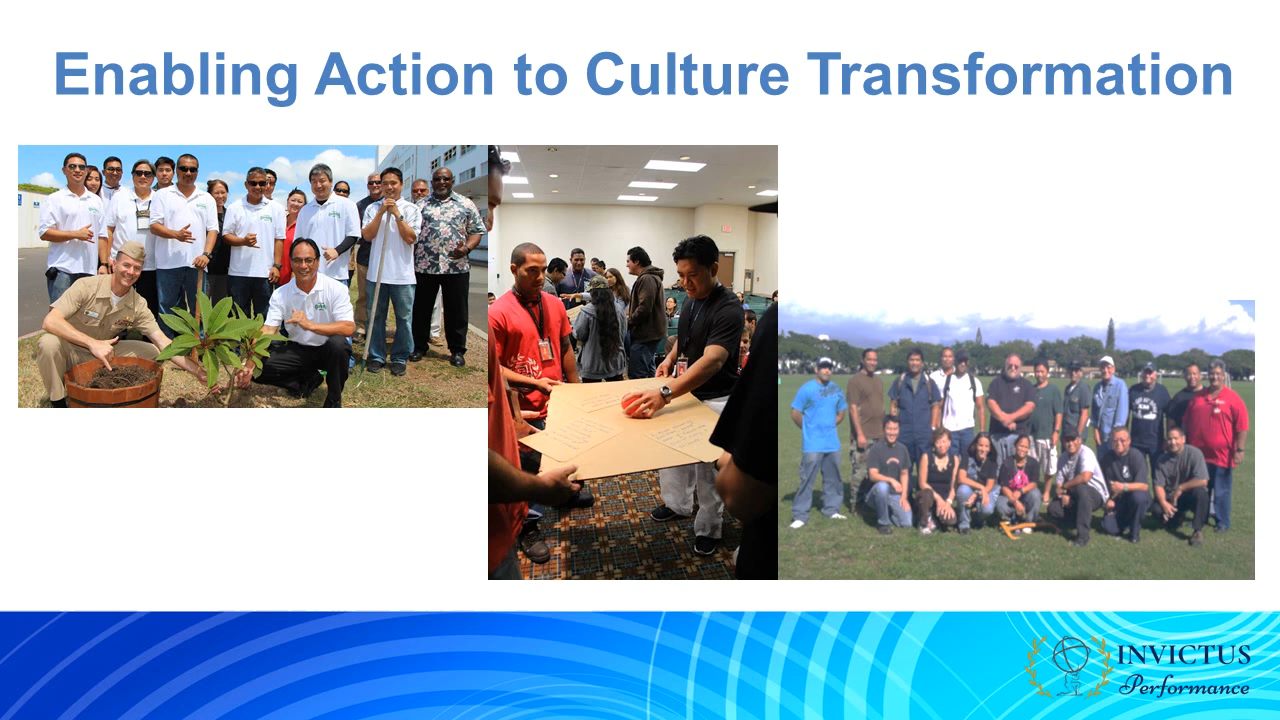 Enabling Action to Culture Transformation
INVICTUS
Performance